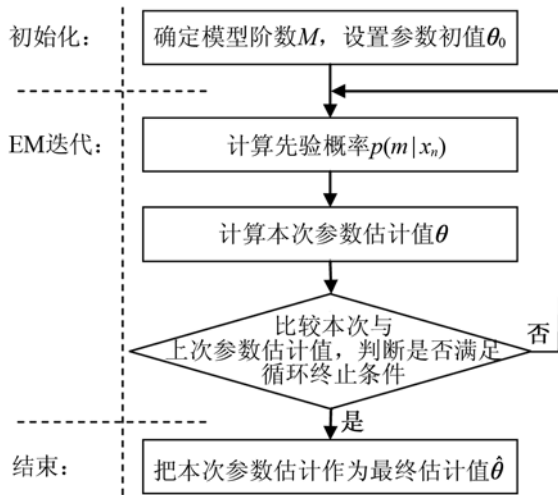 初始化：
确定模型阶数M，设置参数初值θ₀
EM迭代：
计算先验概率p(m|xₙ)
计算本次参数估计值θ
比较本次与
上次参数估计值，判断是否满足
循环终止条件
否
是
结束：
把本次参数估计作为最终估计值θ̂